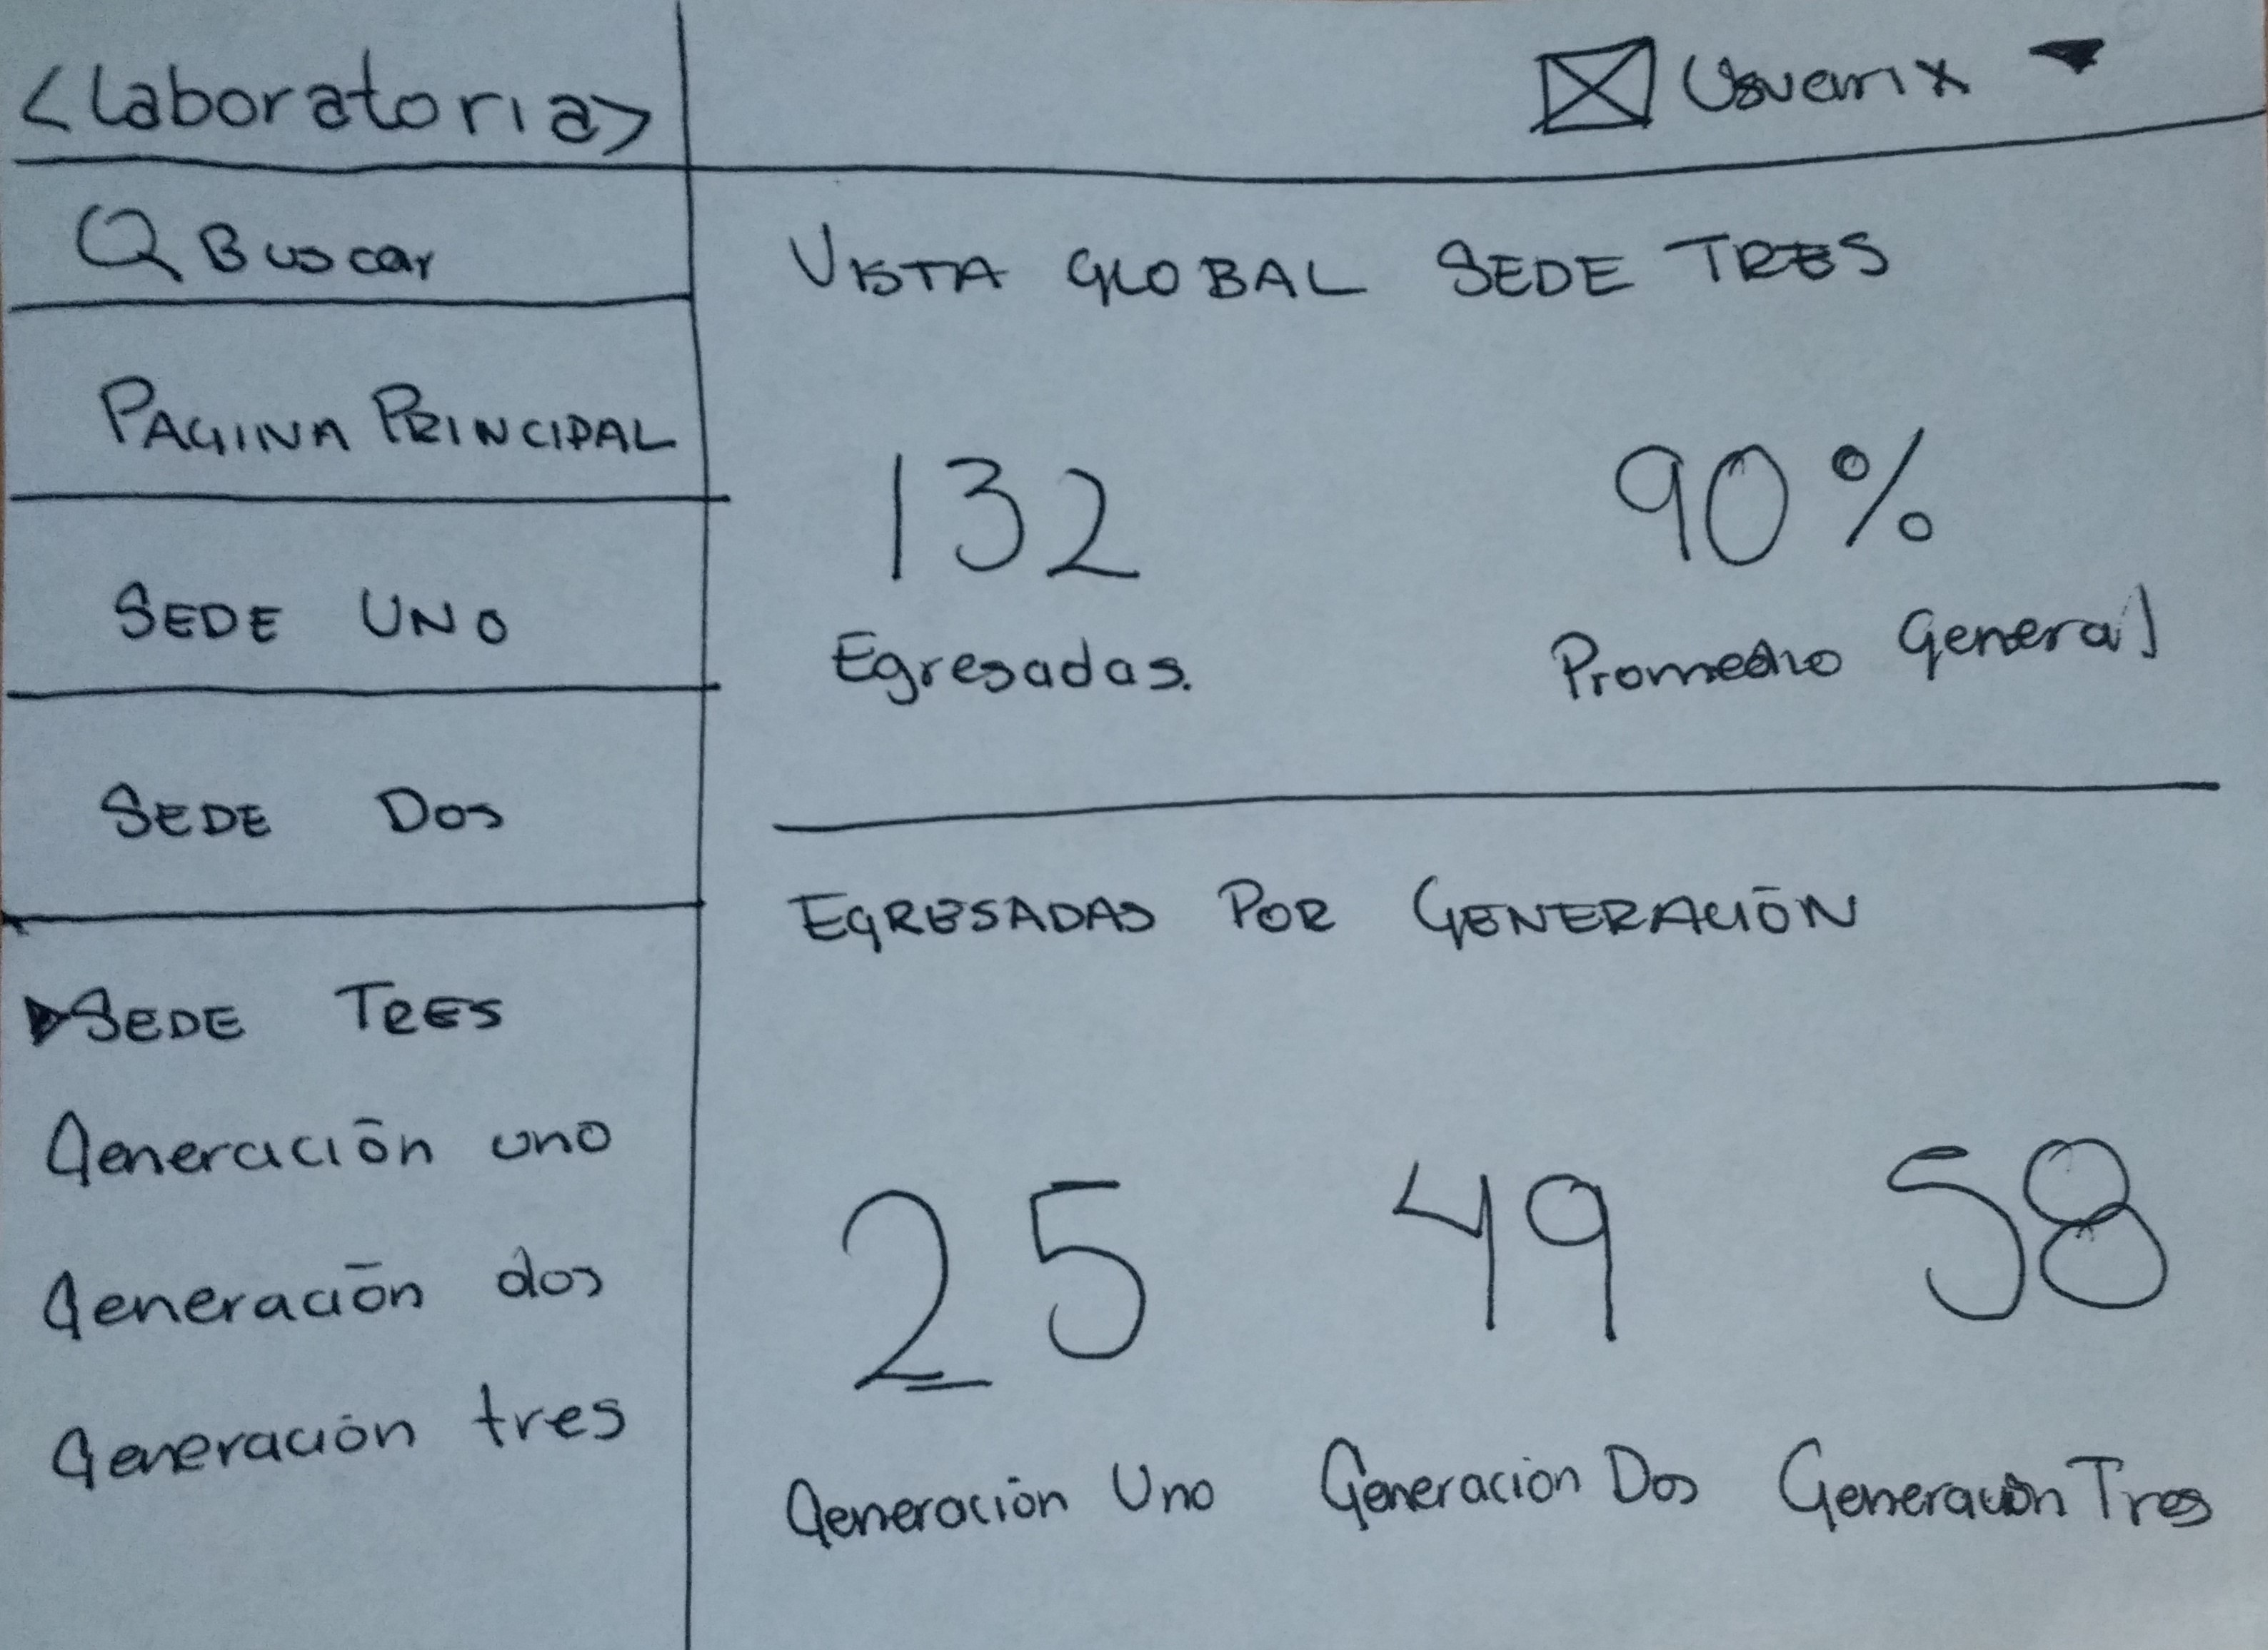 <Laboratoria>
Usuarix
Buscar
PAGINA PRINCIPAL
SEDE UNO
SEDE DOS
SEDE TRES
Generación uno
Generación dos
Generación tres
VISTA GLOBAL SEDE TRES
132
Egresadas.
90%
Promedio General
EGRESADAS POR GENERACIÓN
25
Generación Uno
49
Generación Dos
58
Generación Tres